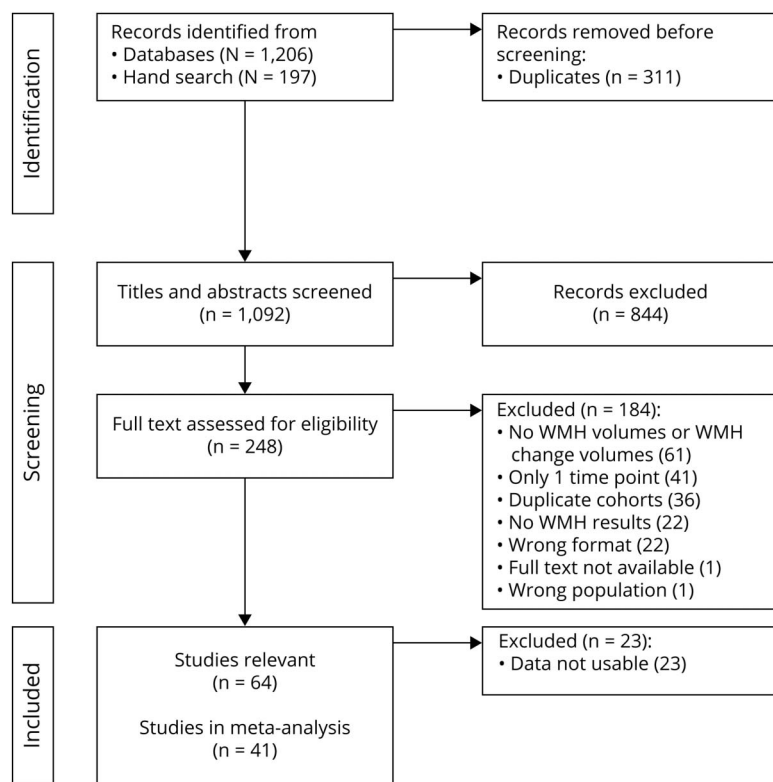 Identification
Records identified from
• Databases (N = 1,206)
• Hand search (N = 197)
Records removed before
screening:
• Duplicates (n = 311)
Screening
Titles and abstracts screened
(n = 1,092)
Records excluded
(n = 844)
Full text assessed for eligibility
(n = 248)
Excluded (n = 184):
• No WMH volumes or WMH
change volumes (61)
• Only 1 time point (41)
• Duplicate cohorts (36)
• No WMH results (22)
• Wrong format (22)
• Full text not available (1)
• Wrong population (1)
Included
Studies relevant
(n = 64)
Studies in meta-analysis
(n = 41)
Excluded (n = 23):
• Data not usable (23)